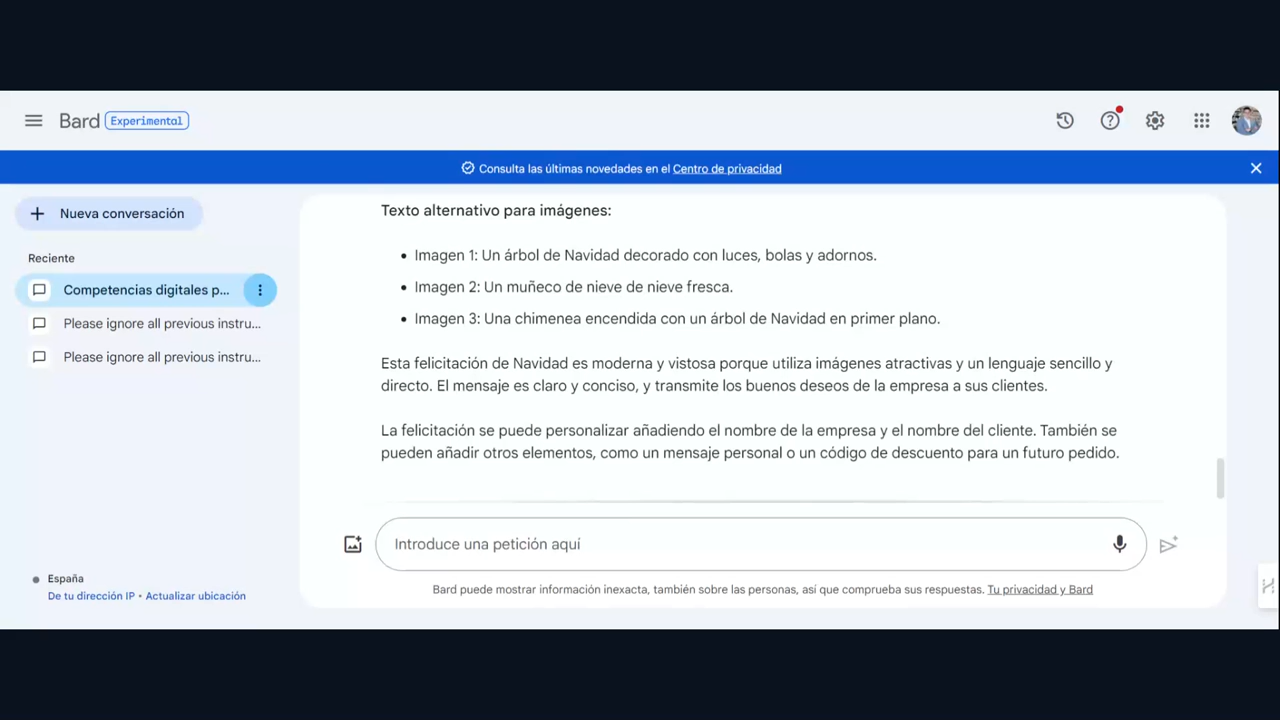 Bard Experimental
Consulta las últimas novedades en el Centro de privacidad
Nueva conversación
Reciente
Competencias digitales p...
Please ignore all previous instru...
Please ignore all previous instru...
España
De tu dirección IP • Actualizar ubicación
Texto alternativo para imágenes:
• Imagen 1: Un árbol de Navidad decorado con luces, bolas y adornos.
• Imagen 2: Un muñeco de nieve de nieve fresca.
• Imagen 3: Una chimenea encendida con un árbol de Navidad en primer plano.
Esta felicitación de Navidad es moderna y vistosa porque utiliza imágenes atractivas y un lenguaje sencillo y
directo. El mensaje es claro y conciso, y transmite los buenos deseos de la empresa a sus clientes.
La felicitación se puede personalizar añadiendo el nombre de la empresa y el nombre del cliente. También se
pueden añadir otros elementos, como un mensaje personal o un código de descuento para un futuro pedido.
Introduce una petición aquí
Bard puede mostrar información inexacta, también sobre las personas, así que comprueba sus respuestas. Tu privacidad y Bard